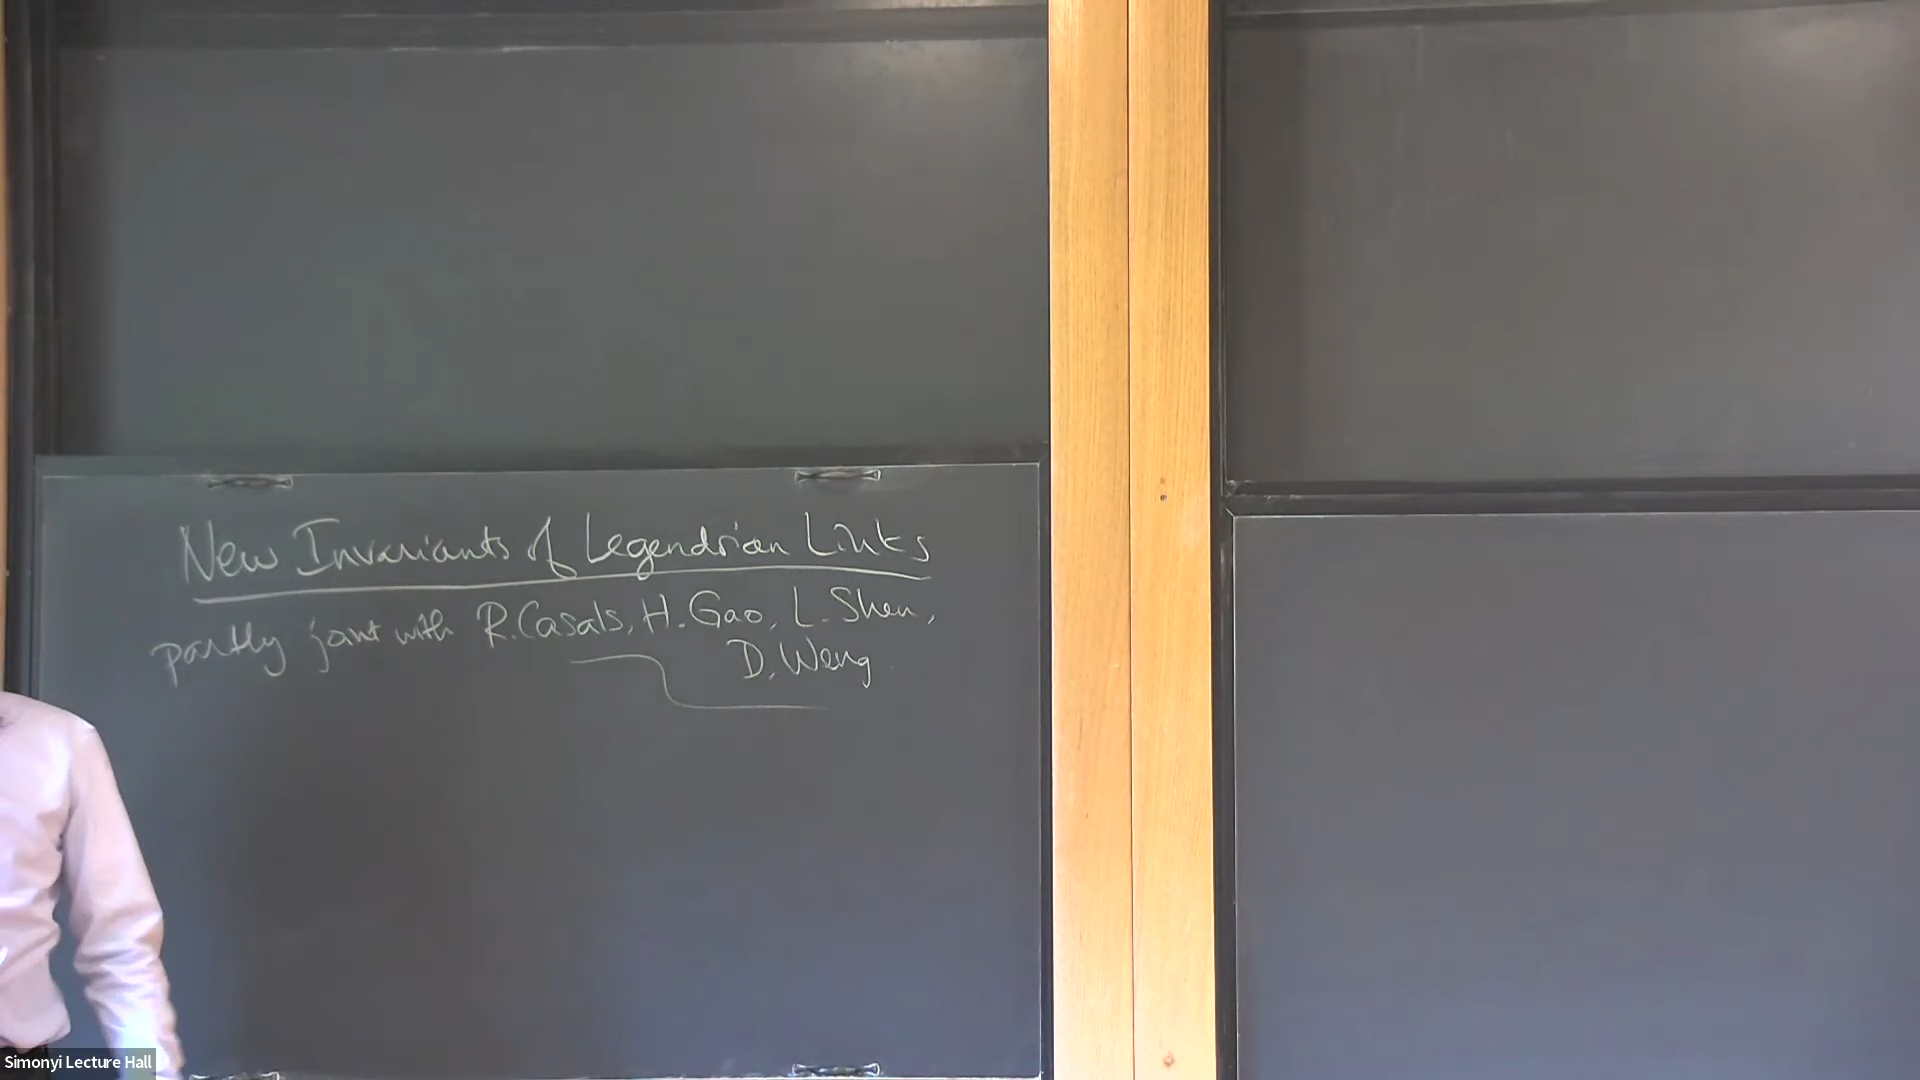 New Invariants of Legendrian Links
partly joint with R. Casals, H. Gao, L. Shen,
D. Weng
Simonyi Lecture Hall